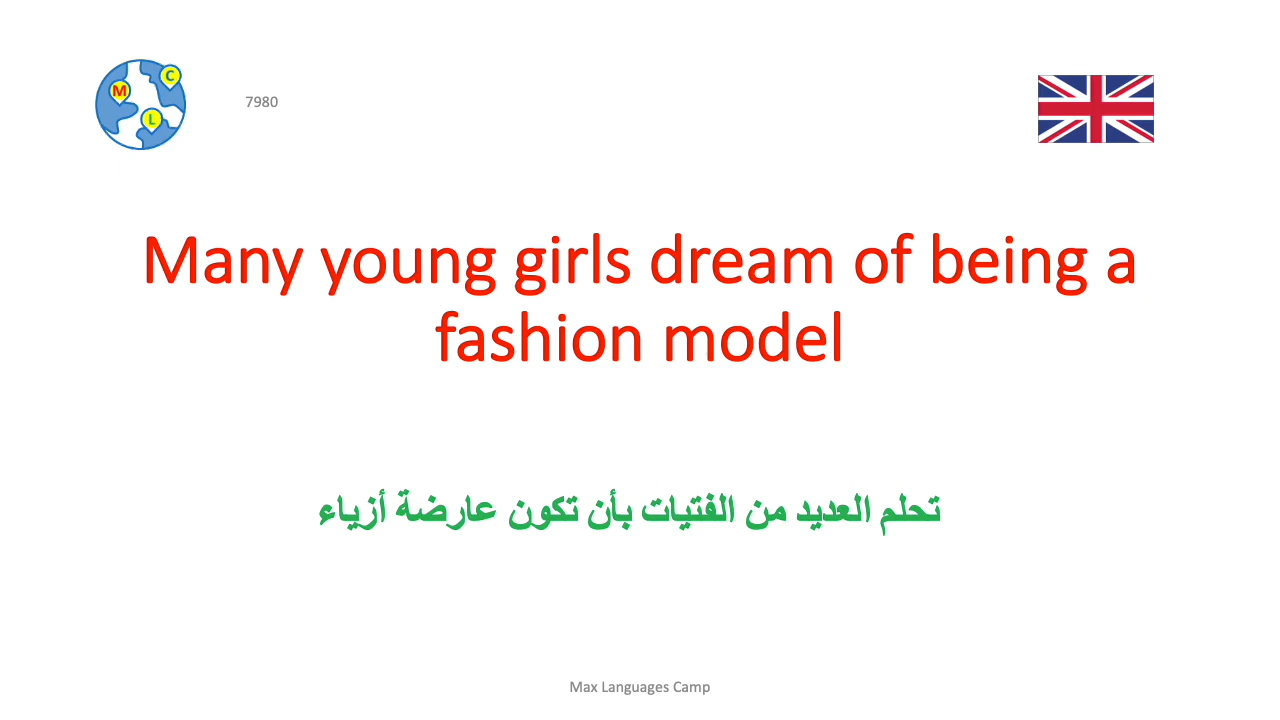 C
M
L
7980
Many young girls dream of being a
fashion model
تحلم العديد من الفتيات بأن تكون عارضة أزياء
Max Languages Camp